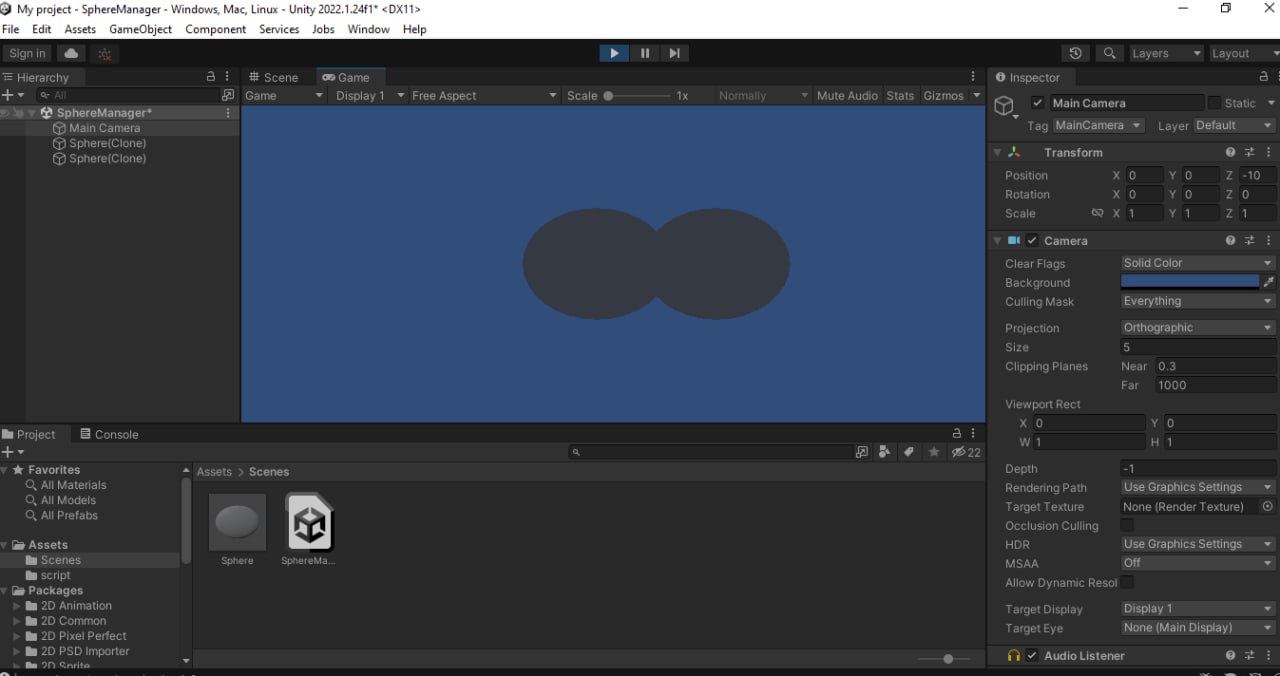 My project - SphereManager - Windows, Mac, Linux - Unity 2022.1.24f1* <DX11>
File Edit Assets GameObject Component Services Jobs Window Help
Sign in Layers Layout
Hierarchy Scene Game Inspector
All Game Display 1 Free Aspect Scale 1x Normally Mute Audio Stats Gizmos
Main Camera Static
SphereManager*
Tag MainCamera Layer Default
Main Camera
Sphere(Clone)
Sphere(Clone)
Transform
Position X 0 Y 0 Z -10
Rotation X 0 Y 0 Z 0
Scale X 1 Y 1 Z 1
Camera
Clear Flags Solid Color
Background
Culling Mask Everything
Projection Orthographic
Size 5
Clipping Planes Near 0.3
Far 1000
Viewport Rect
X 0 Y 0
W 1 H 1
Depth -1
Rendering Path Use Graphics Settings
Target Texture None (Render Texture)
Occlusion Culling
HDR Use Graphics Settings
MSAA Off
Allow Dynamic Resol
Target Display Display 1
Target Eye None (Main Display)
Audio Listener
Project Console
22
Favorites
All Materials
All Models
All Prefabs
Assets
Scenes
script
Packages
2D Animation
2D Common
2D Pixel Perfect
2D PSD Importer
2D Sprite
Assets > Scenes
Sphere SphereMa...